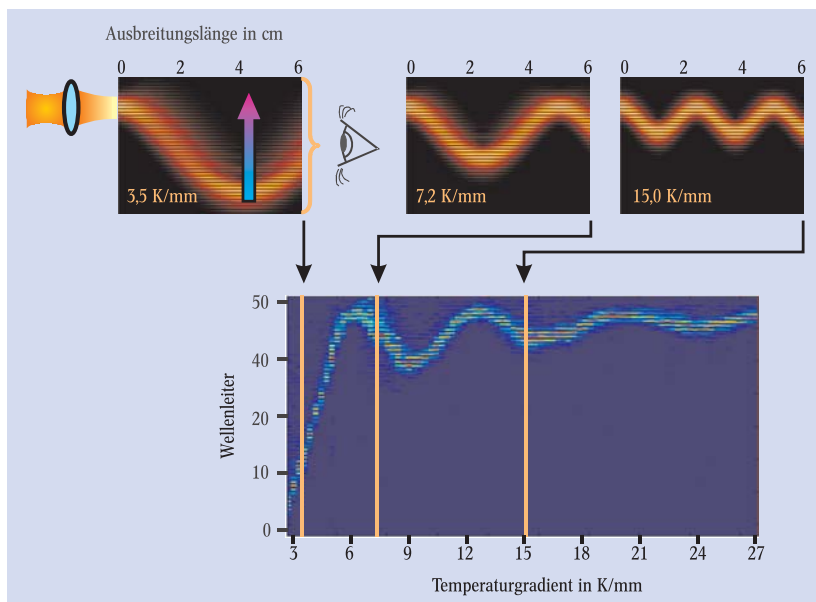 Ausbreitungslänge in cm
0 2 4 6
0 2 4 6
0 2 4 6
3,5 K/mm
7,2 K/mm
15,0 K/mm
50
40
20
10
0
Wellenleiter
3 6 9 12 15 18 21 24 27
Temperaturgradient in K/mm